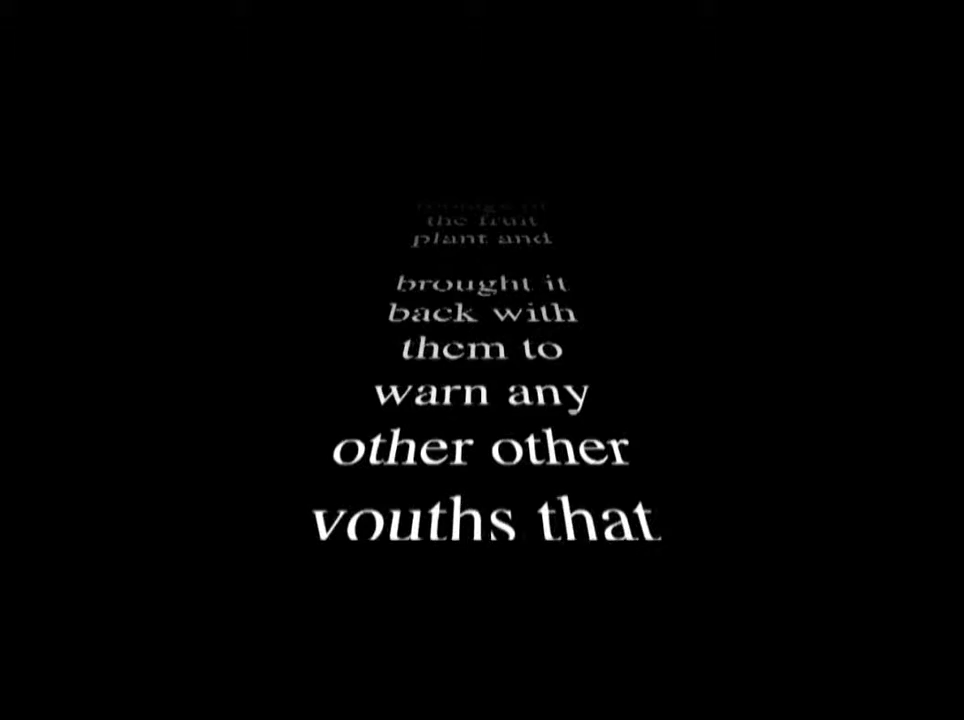 the fruit
plant and
brought it
back with
them to
warn any
other other
youths that